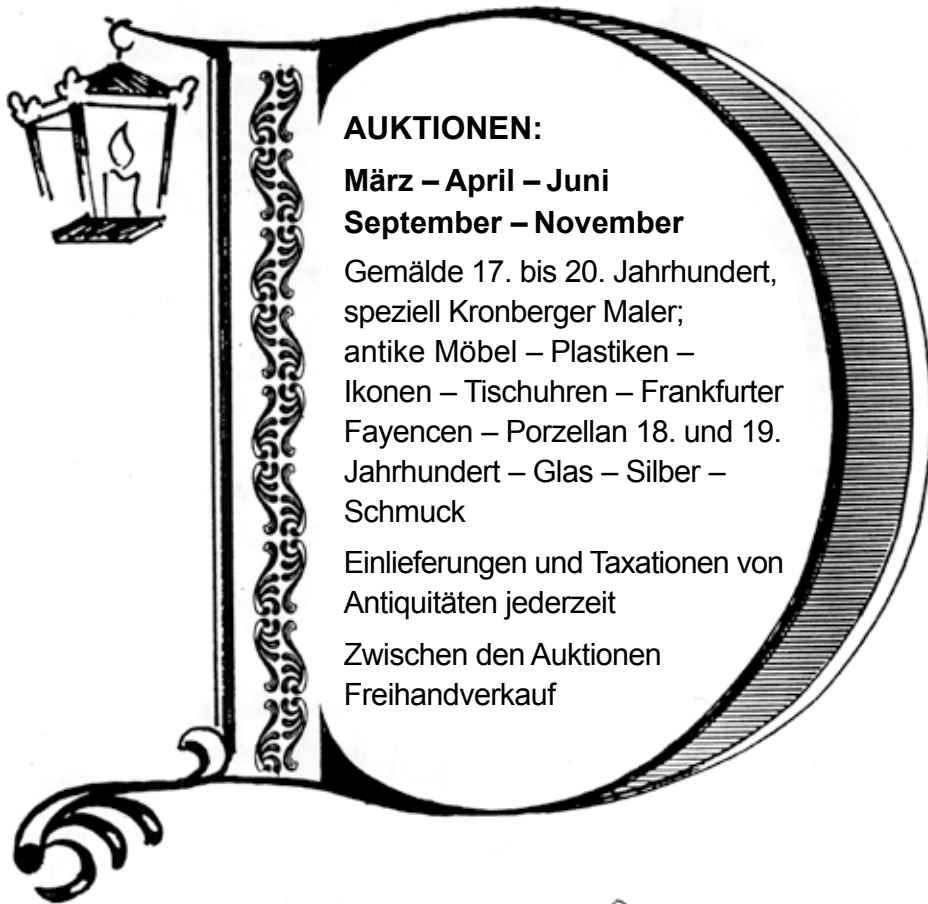 AUKTIONEN:
März – April – Juni
September – November
Gemälde 17. bis 20. Jahrhundert,
speziell Kronberger Maler;
antike Möbel – Plastiken –
Ikonen – Tischuhren – Frankfurter
Fayencen – Porzellan 18. und 19.
Jahrhundert – Glas – Silber –
Schmuck
Einlieferungen und Taxationen von
Antiquitäten jederzeit
Zwischen den Auktionen
Freihandverkauf